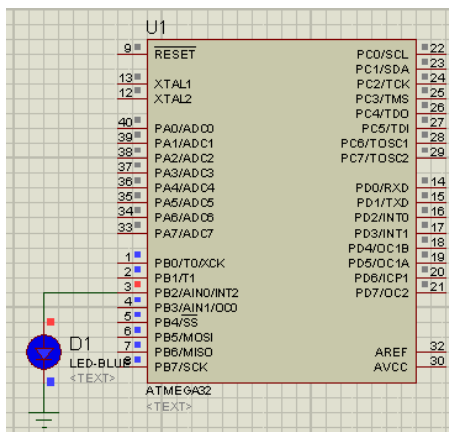 U1
9 RESET
13 XTAL1
12 XTAL2
40 PA0/ADC0
39 PA1/ADC1
38 PA2/ADC2
37 PA3/ADC3
36 PA4/ADC4
35 PA5/ADC5
34 PA6/ADC6
33 PA7/ADC7
1 PB0/T0/XCK
2 PB1/T1
3 PB2/AIN0/INT2
4 PB3/AIN1/OC0
5 PB4/SS
6 PB5/MOSI
7 PB6/MISO
8 PB7/SCK
PC0/SCL 22
PC1/SDA 23
PC2/TCK 24
PC3/TMS 25
PC4/TDO 26
PC5/TDI 27
PC6/TOSC1 28
PC7/TOSC2 29
PD0/RXD 14
PD1/TXD 15
PD2/INT0 16
PD3/INT1 17
PD4/OC1B 18
PD5/OC1A 19
PD6/ICP1 20
PD7/OC2 21
AREF 32
AVCC 30
ATMEGA32
<TEXT>
D1
LED-BLUE
<TEXT>